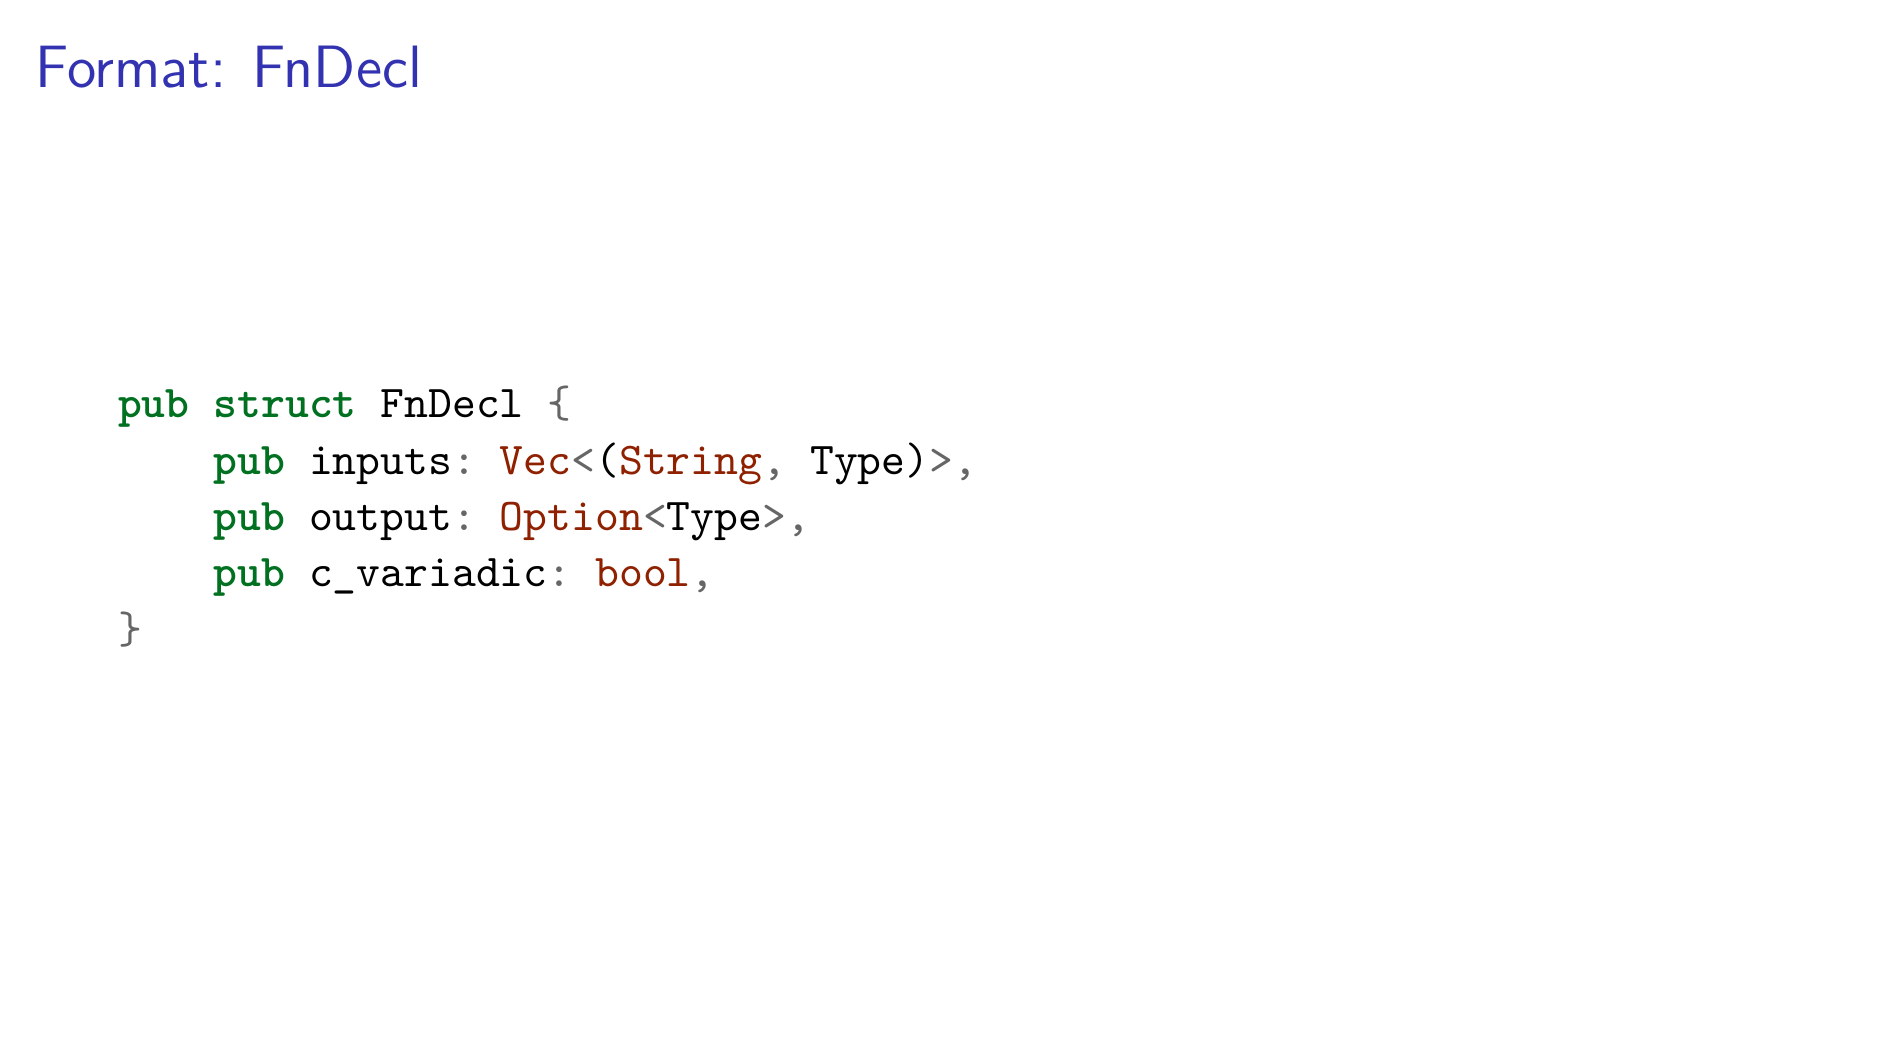 Format: FnDecl
pub struct FnDecl {
    pub inputs: Vec<(String, Type)>,
    pub output: Option<Type>,
    pub c_variadic: bool,
}